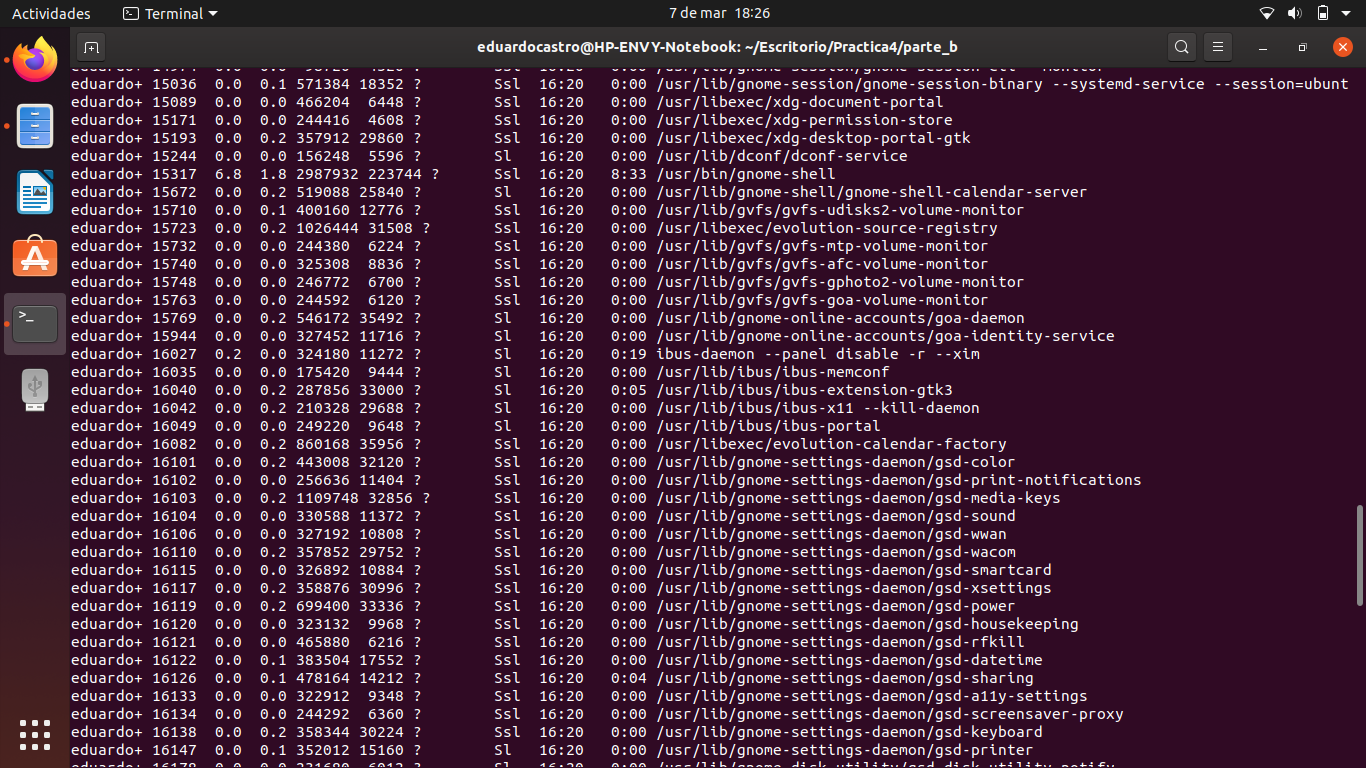 Actividades Terminal 7 de mar 18:26
eduardocastro@HP-ENVY-Notebook: ~/Escritorio/Practica4/parte_b
eduardo+ 15036 0.0 0.1 571384 18352 ? Ssl 16:20 0:00 /usr/lib/gnome-session/gnome-session-binary --systemd-service --session=ubunt
eduardo+ 15089 0.0 0.0 466204 6448 ? Ssl 16:20 0:00 /usr/libexec/xdg-document-portal
eduardo+ 15171 0.0 0.0 244416 4608 ? Ssl 16:20 0:00 /usr/libexec/xdg-permission-store
eduardo+ 15193 0.0 0.2 357912 29860 ? Ssl 16:20 0:00 /usr/libexec/xdg-desktop-portal-gtk
eduardo+ 15244 0.0 0.0 156248 5596 ? Sl 16:20 0:00 /usr/lib/dconf/dconf-service
eduardo+ 15317 6.8 1.8 2987932 223744 ? Ssl 16:20 8:33 /usr/bin/gnome-shell
eduardo+ 15672 0.0 0.2 519088 25840 ? Sl 16:20 0:00 /usr/lib/gnome-shell/gnome-shell-calendar-server
eduardo+ 15710 0.0 0.1 400160 12776 ? Ssl 16:20 0:00 /usr/lib/gvfs/gvfs-udisks2-volume-monitor
eduardo+ 15723 0.0 0.2 1026444 31508 ? Ssl 16:20 0:00 /usr/libexec/evolution-source-registry
eduardo+ 15732 0.0 0.0 244380 6224 ? Ssl 16:20 0:00 /usr/lib/gvfs/gvfs-mtp-volume-monitor
eduardo+ 15740 0.0 0.0 325308 8836 ? Ssl 16:20 0:00 /usr/lib/gvfs/gvfs-afc-volume-monitor
eduardo+ 15748 0.0 0.0 246772 6700 ? Ssl 16:20 0:00 /usr/lib/gvfs/gvfs-gphoto2-volume-monitor
eduardo+ 15763 0.0 0.0 244592 6120 ? Ssl 16:20 0:00 /usr/lib/gvfs/gvfs-goa-volume-monitor
eduardo+ 15769 0.0 0.2 546172 35492 ? Sl 16:20 0:00 /usr/lib/gnome-online-accounts/goa-daemon
eduardo+ 15944 0.0 0.0 327452 11716 ? Sl 16:20 0:00 /usr/lib/gnome-online-accounts/goa-identity-service
eduardo+ 16027 0.2 0.0 324180 11272 ? Sl 16:20 0:19 ibus-daemon --panel disable -r --xim
eduardo+ 16035 0.0 0.0 175420 9444 ? Sl 16:20 0:00 /usr/lib/ibus/ibus-memconf
eduardo+ 16040 0.0 0.2 287856 33000 ? Sl 16:20 0:05 /usr/lib/ibus/ibus-extension-gtk3
eduardo+ 16042 0.0 0.2 210328 29688 ? Sl 16:20 0:00 /usr/lib/ibus/ibus-x11 --kill-daemon
eduardo+ 16049 0.0 0.0 249220 9648 ? Sl 16:20 0:00 /usr/lib/ibus/ibus-portal
eduardo+ 16082 0.0 0.2 860168 35956 ? Ssl 16:20 0:00 /usr/libexec/evolution-calendar-factory
eduardo+ 16101 0.0 0.2 443008 32120 ? Ssl 16:20 0:00 /usr/lib/gnome-settings-daemon/gsd-color
eduardo+ 16102 0.0 0.0 256636 11404 ? Ssl 16:20 0:00 /usr/lib/gnome-settings-daemon/gsd-print-notifications
eduardo+ 16103 0.0 0.2 1109748 32856 ? Ssl 16:20 0:00 /usr/lib/gnome-settings-daemon/gsd-media-keys
eduardo+ 16104 0.0 0.0 330588 11372 ? Ssl 16:20 0:00 /usr/lib/gnome-settings-daemon/gsd-sound
eduardo+ 16106 0.0 0.0 327192 10808 ? Ssl 16:20 0:00 /usr/lib/gnome-settings-daemon/gsd-wwan
eduardo+ 16110 0.0 0.2 357852 29752 ? Ssl 16:20 0:00 /usr/lib/gnome-settings-daemon/gsd-wacom
eduardo+ 16115 0.0 0.0 326892 10884 ? Ssl 16:20 0:00 /usr/lib/gnome-settings-daemon/gsd-smartcard
eduardo+ 16117 0.0 0.2 358876 30996 ? Ssl 16:20 0:00 /usr/lib/gnome-settings-daemon/gsd-xsettings
eduardo+ 16119 0.0 0.2 699400 33336 ? Ssl 16:20 0:00 /usr/lib/gnome-settings-daemon/gsd-power
eduardo+ 16120 0.0 0.0 323132 9968 ? Ssl 16:20 0:00 /usr/lib/gnome-settings-daemon/gsd-housekeeping
eduardo+ 16121 0.0 0.0 465880 6216 ? Ssl 16:20 0:00 /usr/lib/gnome-settings-daemon/gsd-rfkill
eduardo+ 16122 0.0 0.1 383504 17552 ? Ssl 16:20 0:00 /usr/lib/gnome-settings-daemon/gsd-datetime
eduardo+ 16126 0.0 0.1 478164 14212 ? Ssl 16:20 0:04 /usr/lib/gnome-settings-daemon/gsd-sharing
eduardo+ 16133 0.0 0.0 322912 9348 ? Ssl 16:20 0:00 /usr/lib/gnome-settings-daemon/gsd-a11y-settings
eduardo+ 16134 0.0 0.0 244292 6360 ? Ssl 16:20 0:00 /usr/lib/gnome-settings-daemon/gsd-screensaver-proxy
eduardo+ 16138 0.0 0.2 358344 30224 ? Ssl 16:20 0:00 /usr/lib/gnome-settings-daemon/gsd-keyboard
eduardo+ 16147 0.0 0.1 352012 15160 ? Sl 16:20 0:00 /usr/lib/gnome-settings-daemon/gsd-printer